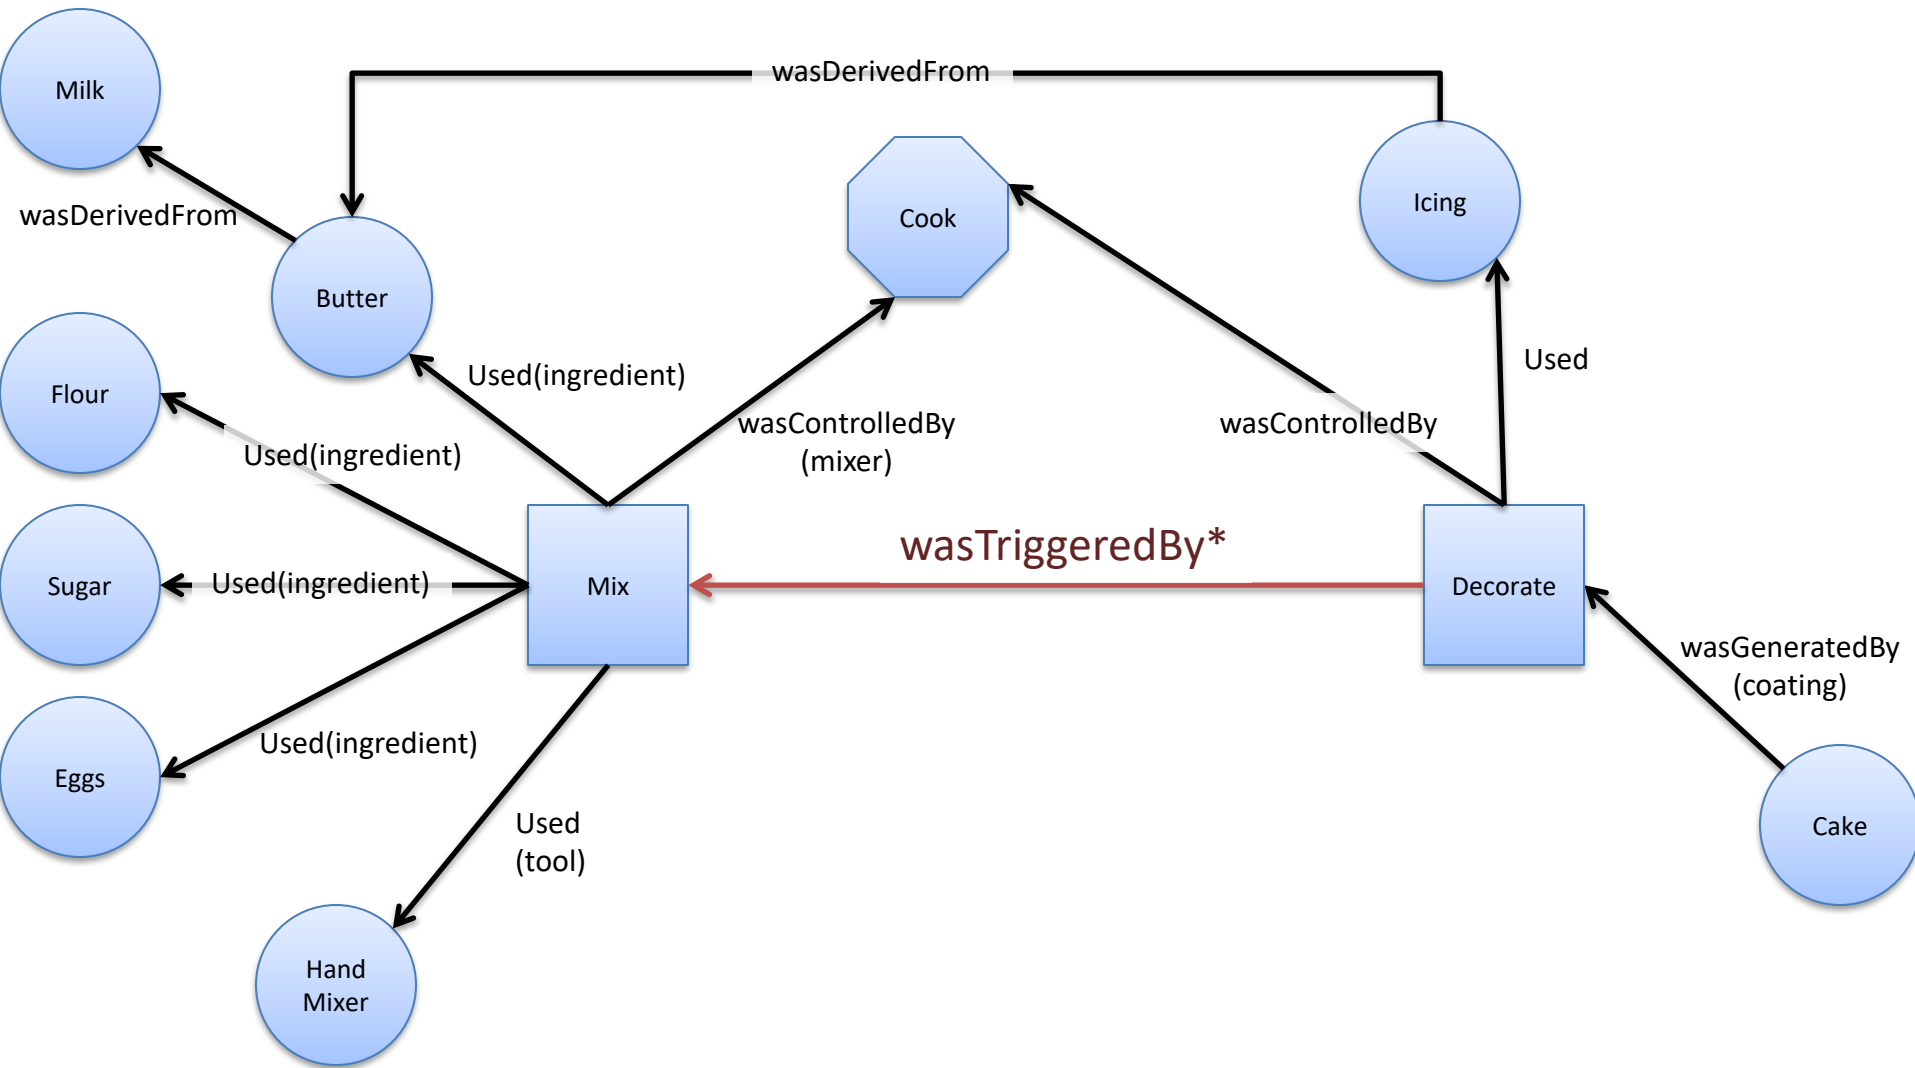 Milk
wasDerivedFrom
wasDerivedFrom
Cook
Icing
Butter
Flour
Used(ingredient)
Used(ingredient)
wasControlledBy
(mixer)
wasControlledBy
Used
Sugar
Used(ingredient)
Mix
wasTriggeredBy*
Decorate
Eggs
Used(ingredient)
Used
(tool)
wasGeneratedBy
(coating)
Cake
Hand
Mixer